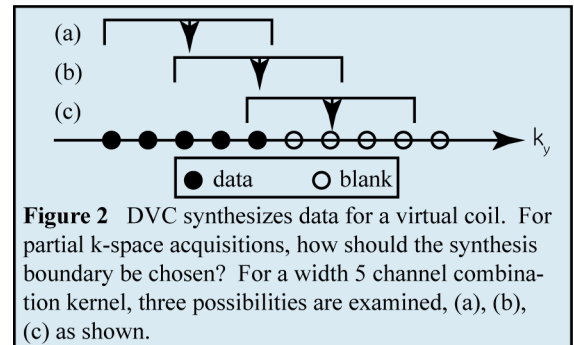 (a)
(b)
(c)
k_y
data
blank
Figure 2 DVC synthesizes data for a virtual coil. For
partial k-space acquisitions, how should the synthesis
boundary be chosen? For a width 5 channel combina-
tion kernel, three possibilities are examined, (a), (b),
(c) as shown.